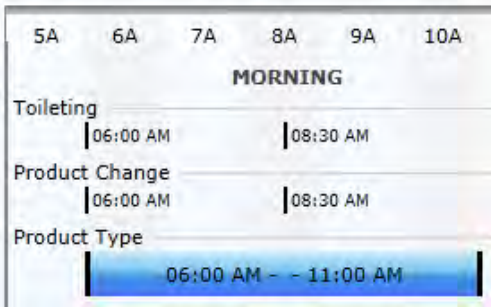 5A 6A 7A 8A 9A 10A
MORNING
Toileting
06:00 AM 08:30 AM
Product Change
06:00 AM 08:30 AM
Product Type
06:00 AM - - 11:00 AM